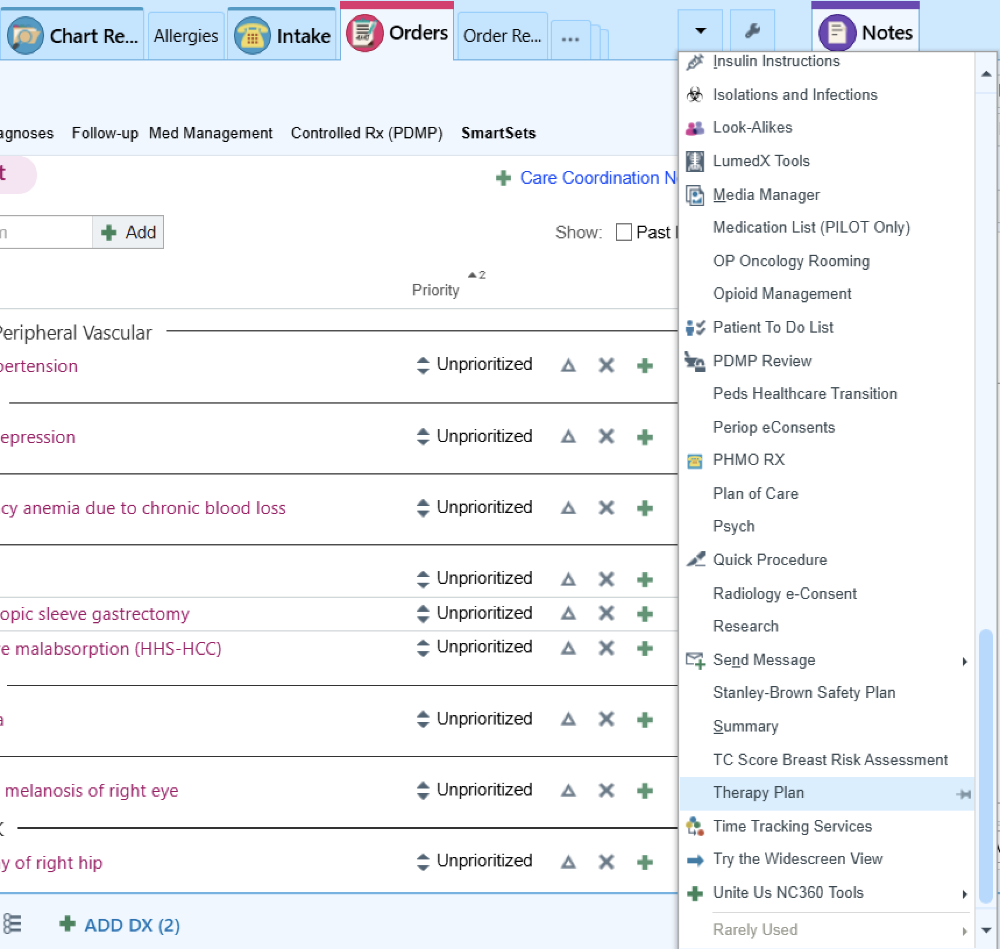 Chart Re...
Allergies
Intake
Orders
Order Re...
...
Notes
agnoses Follow-up Med Management Controlled Rx (PDMP) SmartSets
t
Care Coordination N
Add
Show: Past
2
Priority
Peripheral Vascular
pertension Unprioritized
epression Unprioritized
cy anemia due to chronic blood loss Unprioritized
Unprioritized
opic sleeve gastrectomy Unprioritized
e malabsorption (HHS-HCC) Unprioritized
a Unprioritized
melanosis of right eye Unprioritized
y of right hip Unprioritized
ADD DX (2)
Insulin Instructions
Isolations and Infections
Look-Alikes
LumedX Tools
Media Manager
Medication List (PILOT Only)
OP Oncology Rooming
Opioid Management
Patient To Do List
PDMP Review
Peds Healthcare Transition
Periop eConsents
PHMO RX
Plan of Care
Psych
Quick Procedure
Radiology e-Consent
Research
Send Message
Stanley-Brown Safety Plan
Summary
TC Score Breast Risk Assessment
Therapy Plan
Time Tracking Services
Try the Widescreen View
Unite Us NC360 Tools
Rarely Used